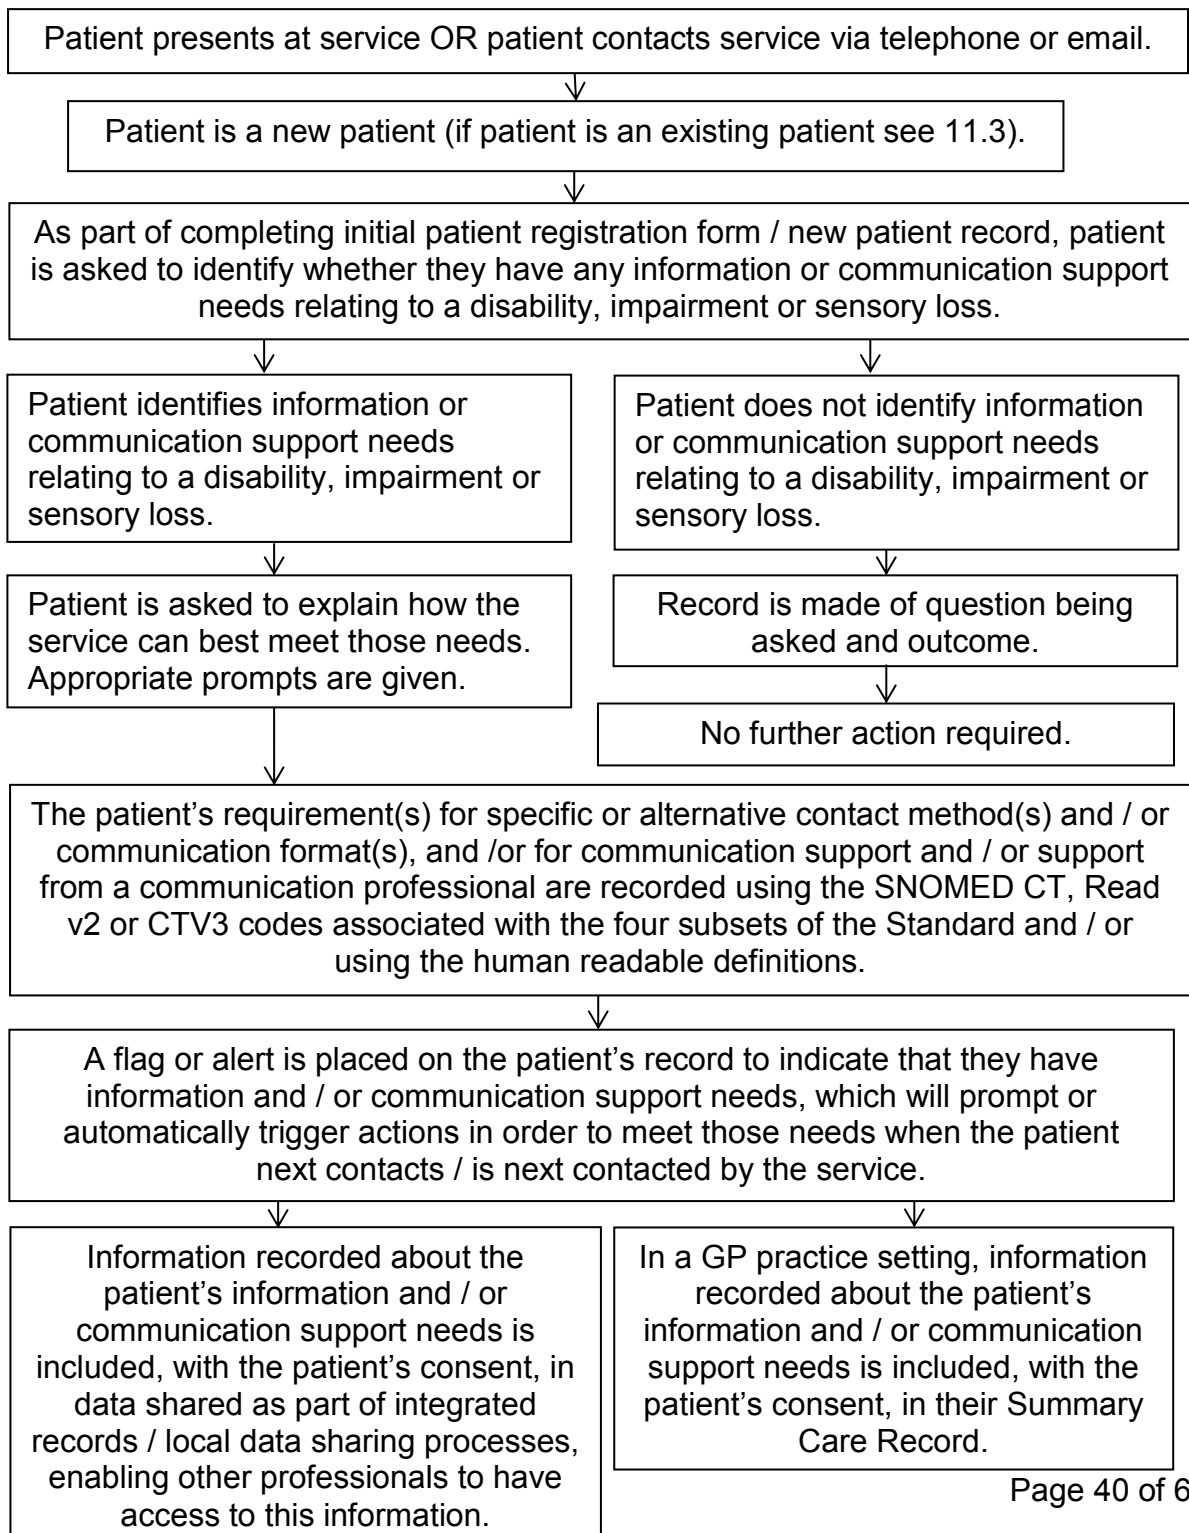 Patient presents at service OR patient contacts service via telephone or email.
Patient is a new patient (if patient is an existing patient see 11.3).
As part of completing initial patient registration form / new patient record, patient
is asked to identify whether they have any information or communication support
needs relating to a disability, impairment or sensory loss.
Patient identifies information or
communication support needs
relating to a disability, impairment or
sensory loss.
Patient does not identify information
or communication support needs
relating to a disability, impairment or
sensory loss.
Patient is asked to explain how the
service can best meet those needs.
Appropriate prompts are given.
Record is made of question being
asked and outcome.
No further action required.
The patient's requirement(s) for specific or alternative contact method(s) and / or
communication format(s), and /or for communication support and / or support
from a communication professional are recorded using the SNOMED CT, Read
v2 or CTV3 codes associated with the four subsets of the Standard and / or
using the human readable definitions.
A flag or alert is placed on the patient's record to indicate that they have
information and / or communication support needs, which will prompt or
automatically trigger actions in order to meet those needs when the patient
next contacts / is next contacted by the service.
Information recorded about the
patient's information and / or
communication support needs is
included, with the patient's consent, in
data shared as part of integrated
records / local data sharing processes,
enabling other professionals to have
access to this information.
In a GP practice setting, information
recorded about the patient's
information and / or communication
support needs is included, with the
patient's consent, in their Summary
Care Record.
Page 40 of 6